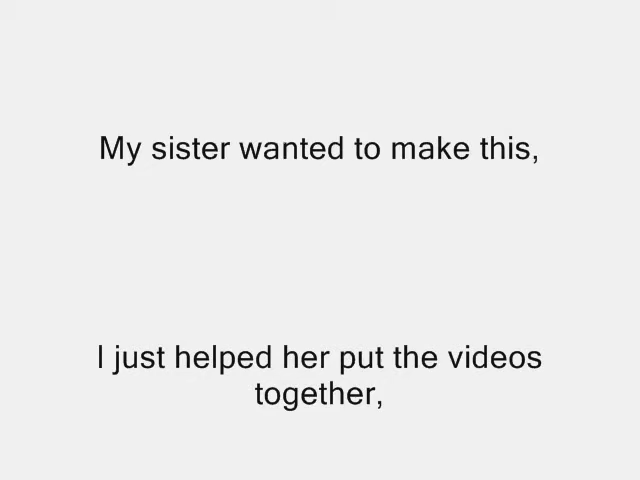 My sister wanted to make this,
I just helped her put the videos
together,